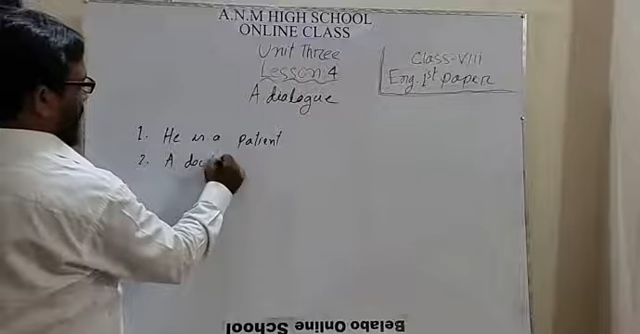 A.N.M HIGH SCHOOL
ONLINE CLASS
Unit Three
Lesson 4
A dialogue
Class-VIII
Eng. 1st paper
1. He is a patient
2. A doc
Belabo Online School